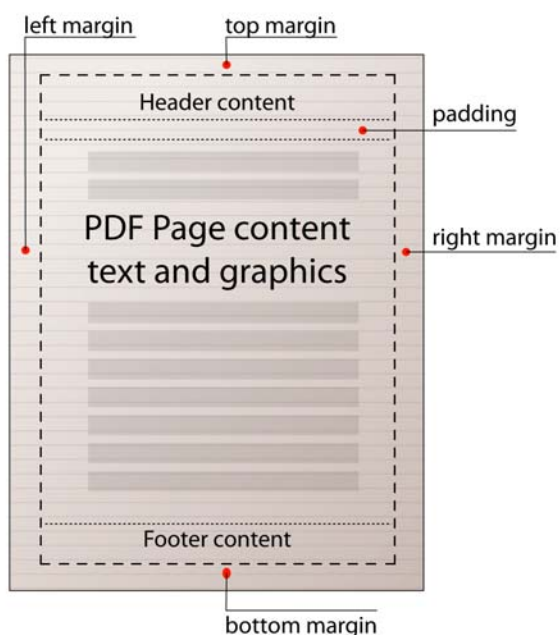 left margin
top margin
Header content
padding
PDF Page content
text and graphics
right margin
Footer content
bottom margin